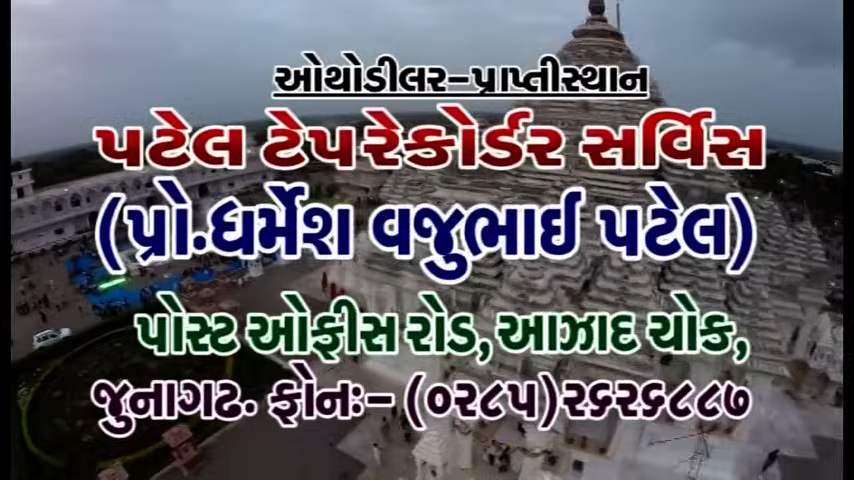 ઓથોડીલર-પ્રાપ્તીસ્થાન
પટેલ ટેપરેકોર્ડર સર્વિસ
(પ્રો.ધર્મેશ વજુભાઈ પટેલ)
પોસ્ટ ઓફીસ રોડ,આઝાદ ચોક,
જુનાગઢ. ફોનઃ- (૦૨૮૫)૨૬૨૬૮૮૭